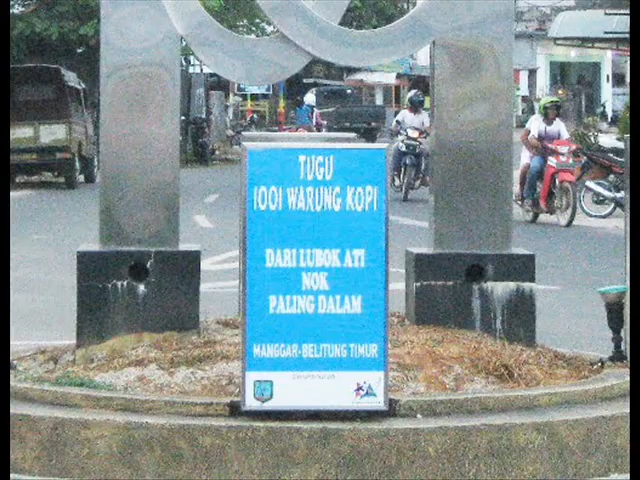 TUGU
1001 WARUNG KOPI
DARI LUBOK ATI
NOK
PALING DALAM
MANGGAR-BELITUNG TIMUR